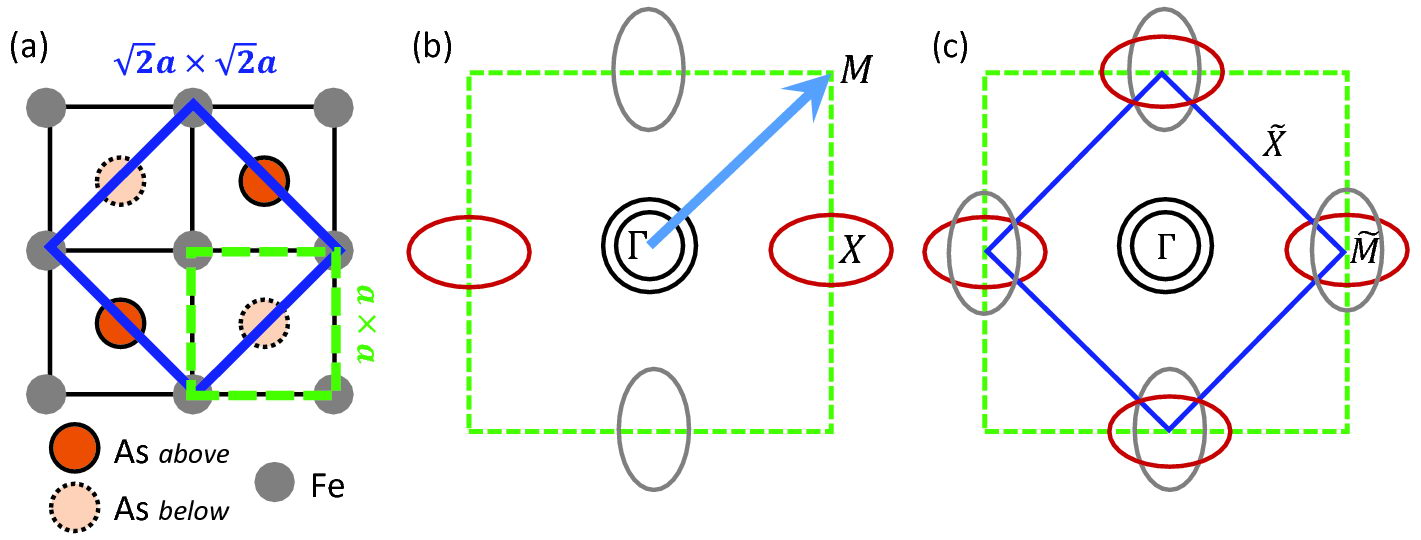 (a)
√2a × √2a
a × a
As above
As below
Fe
(b)
M
Γ
X
(c)
X̃
Γ
M̃